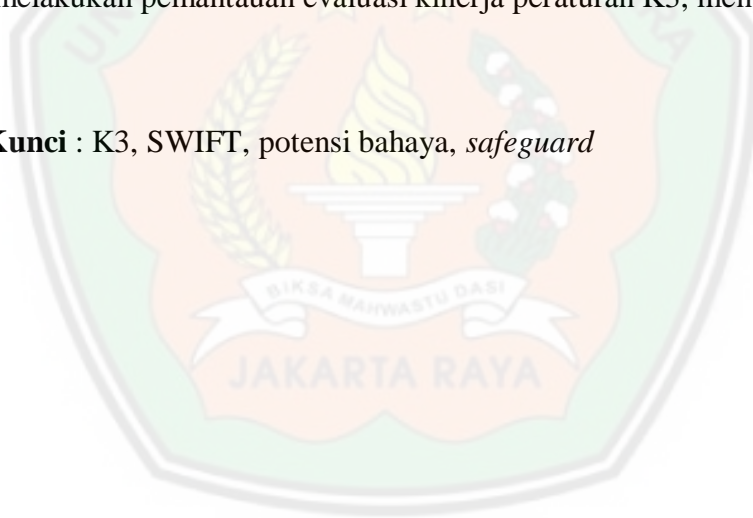 melakukan pemantauan evaluasi kinerja peraturan K3, mem
Kunci : K3, SWIFT, potensi bahaya, safeguard
BIKSA MAHWASTU DASI
JAKARTA RAYA